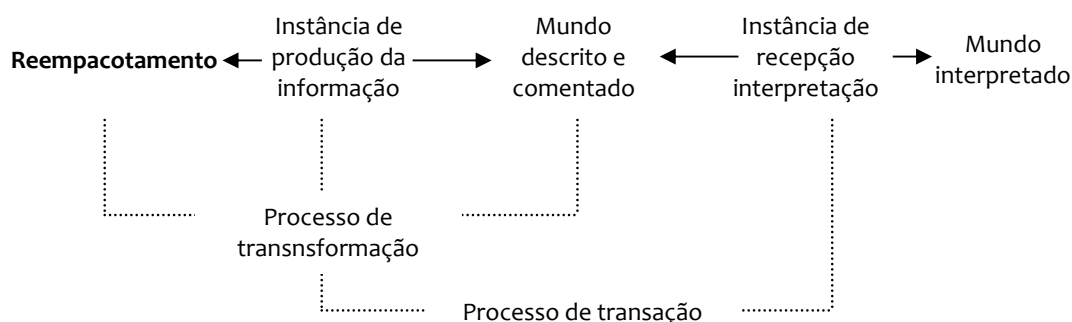 Reempacotamento
Instância de
produção da
informação
Mundo
descrito e
comentado
Instância de
recepção
interpretação
Mundo
interpretado
Processo de
transnsformação
Processo de transação